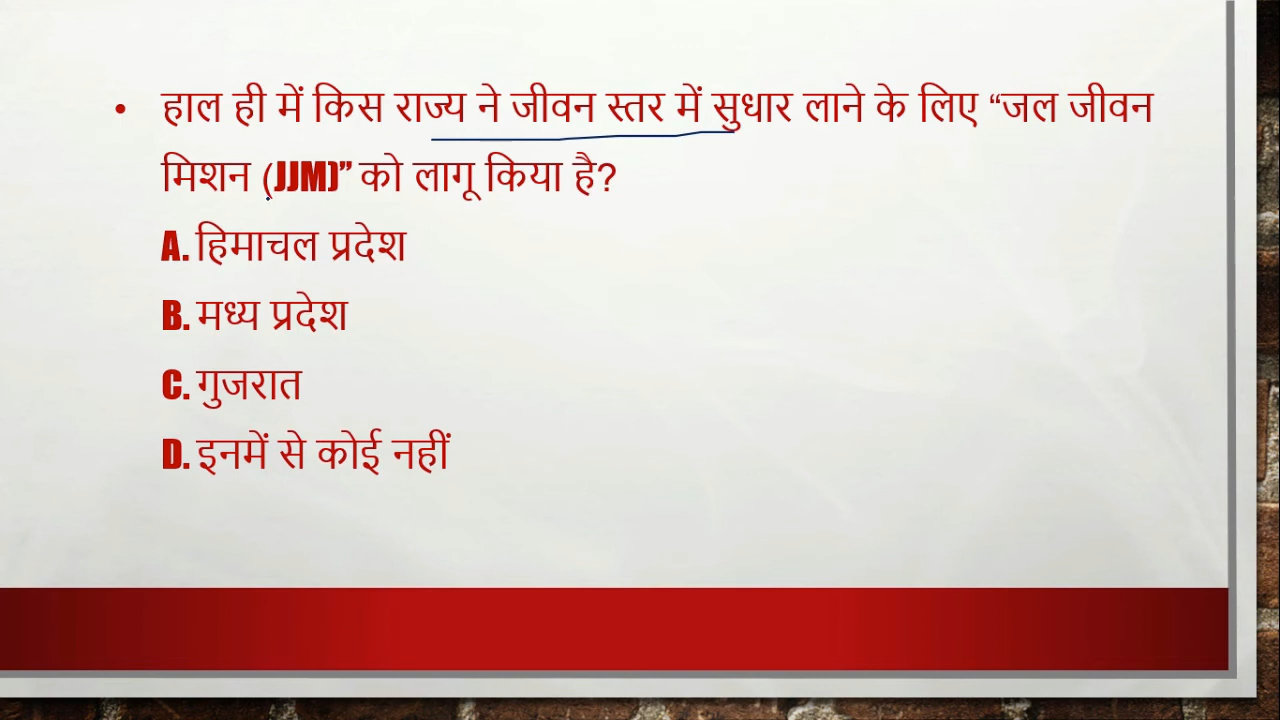 • हाल ही में किस राज्य ने जीवन स्तर में सुधार लाने के लिए “जल जीवन
मिशन (JJM)” को लागू किया है?
A. हिमाचल प्रदेश
B. मध्य प्रदेश
C. गुजरात
D. इनमें से कोई नहीं